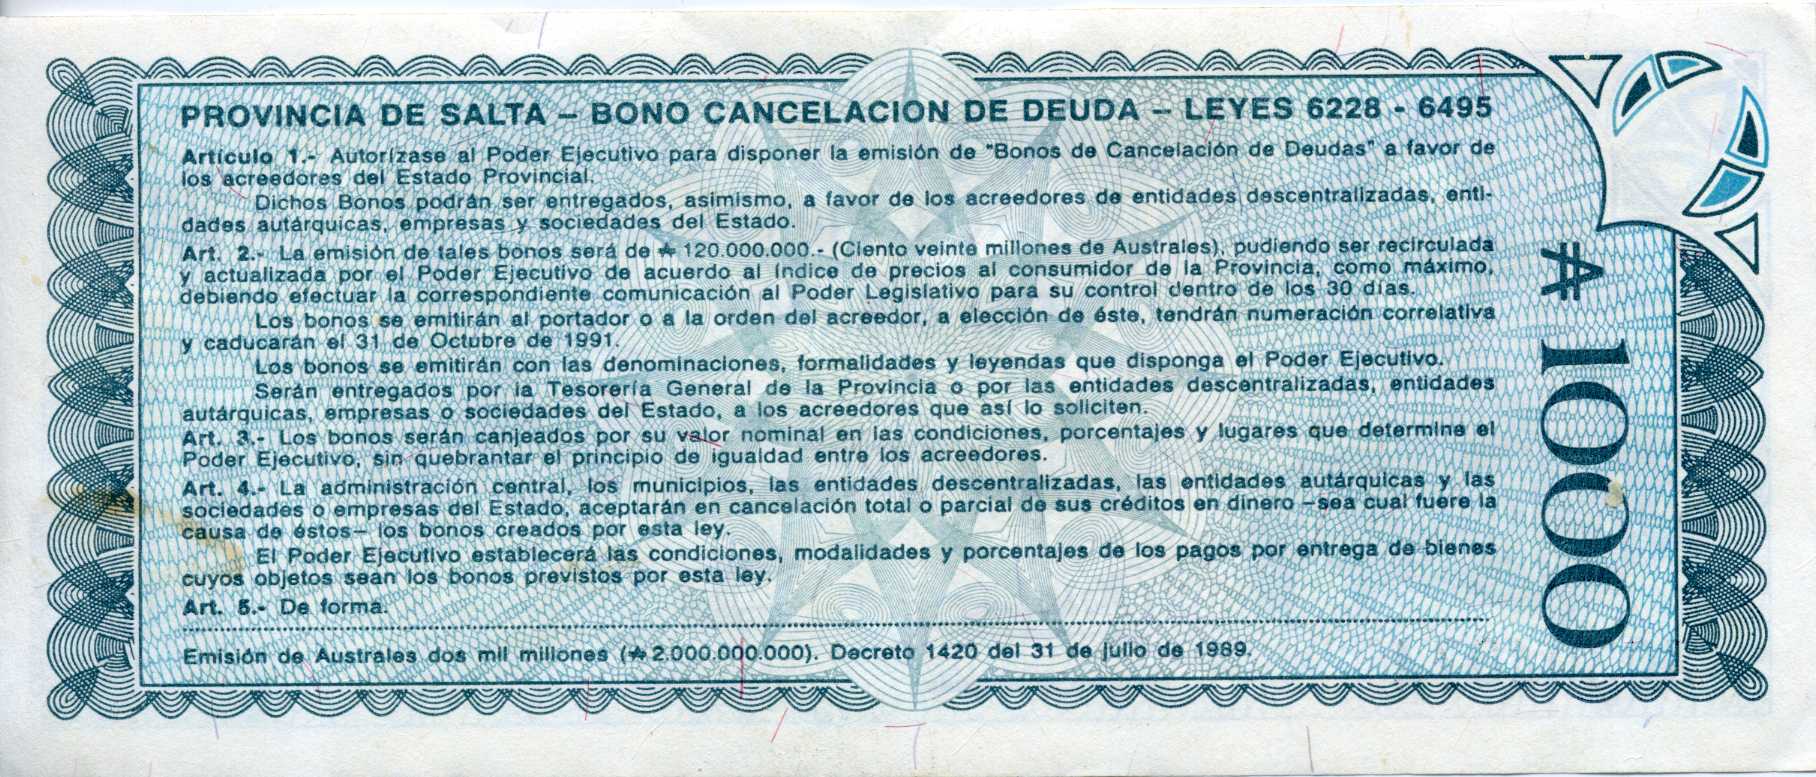 PROVINCIA DE SALTA – BONO CANCELACION DE DEUDA – LEYES 6228 - 6495
Artículo 1.- Autorízase al Poder Ejecutivo para disponer la emisión de "Bonos de Cancelación de Deudas" a favor de
los acreedores del Estado Provincial.
Dichos Bonos podrán ser entregados, asimismo, a favor de los acreedores de entidades descentralizadas, enti-
dades autárquicas, empresas y sociedades del Estado.
Art. 2.- La emisión de tales bonos será de ₳ 120.000.000.- (Ciento veinte millones de Australes), pudiendo ser recirculada
y actualizada por el Poder Ejecutivo de acuerdo al índice de precios al consumidor de la Provincia, como máximo,
debiendo efectuar la correspondiente comunicación al Poder Legislativo para su control dentro de los 30 días.
Los bonos se emitirán al portador o a la orden del acreedor, a elección de éste, tendrán numeración correlativa
y caducarán el 31 de Octubre de 1991.
Los bonos se emitirán con las denominaciones, formalidades y leyendas que disponga el Poder Ejecutivo.
Serán entregados por la Tesorería General de la Provincia o por las entidades descentralizadas, entidades
autárquicas, empresas o sociedades del Estado, a los acreedores que así lo soliciten.
Art. 3.- Los bonos serán canjeados por su valor nominal en las condiciones, porcentajes y lugares que determine el
Poder Ejecutivo, sin quebrantar el principio de igualdad entre los acreedores.
Art. 4.- La administración central, los municipios, las entidades descentralizadas, las entidades autárquicas y las
sociedades o empresas del Estado, aceptarán en cancelación total o parcial de sus créditos en dinero –sea cual fuere la
causa de éstos– los bonos creados por esta ley.
El Poder Ejecutivo establecerá las condiciones, modalidades y porcentajes de los pagos por entrega de bienes
cuyos objetos sean los bonos previstos por esta ley.
Art. 5.- De forma.
Emisión de Australes dos mil millones (₳ 2.000.000.000). Decreto 1420 del 31 de julio de 1989.
₳ 1000